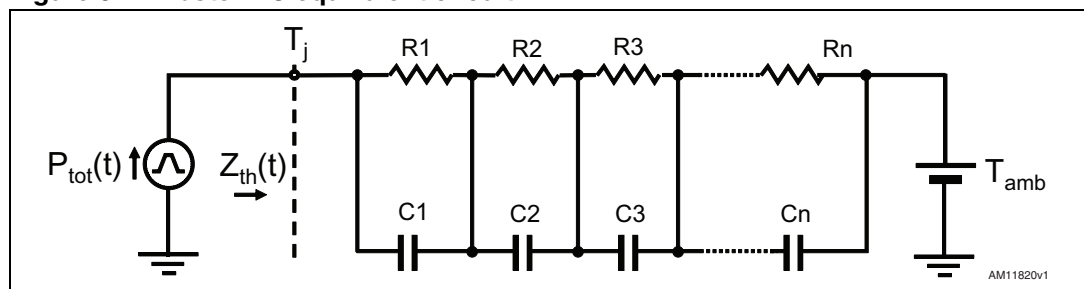 T_j
R1 R2 R3 Rn
P_tot(t) Z_th(t) T_amb
C1 C2 C3 Cn
AM11820v1